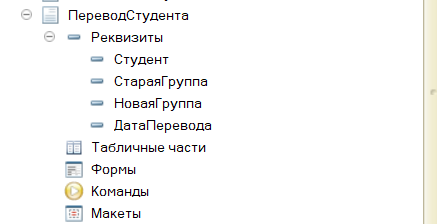 ПереводСтудента
Реквизиты
Студент
СтараяГруппа
НоваяГруппа
ДатаПеревода
Табличные части
Формы
Команды
Макеты